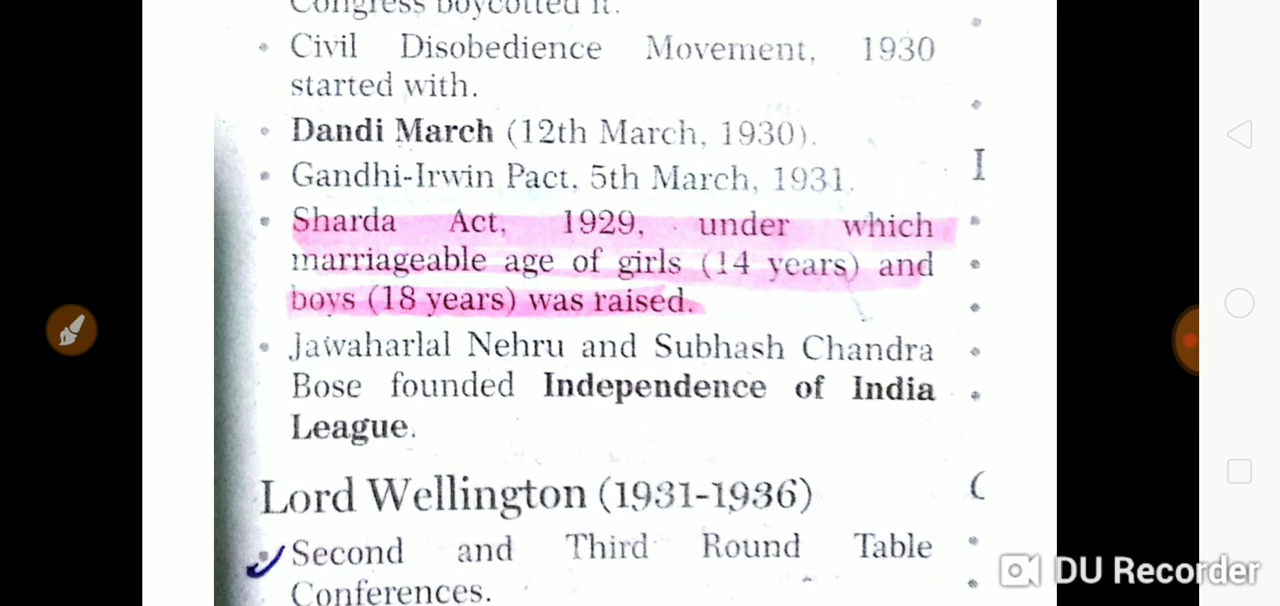 Congress boycotted it.
• Civil Disobedience Movement, 1930
started with.
• Dandi March (12th March, 1930).
• Gandhi-Irwin Pact, 5th March, 1931.
• Sharda Act, 1929, under which
marriageable age of girls (14 years) and
boys (18 years) was raised.
• Jawaharlal Nehru and Subhash Chandra
Bose founded Independence of India
League.
Lord Wellington (1931-1936)
• Second and Third Round Table
Conferences.
DU Recorder